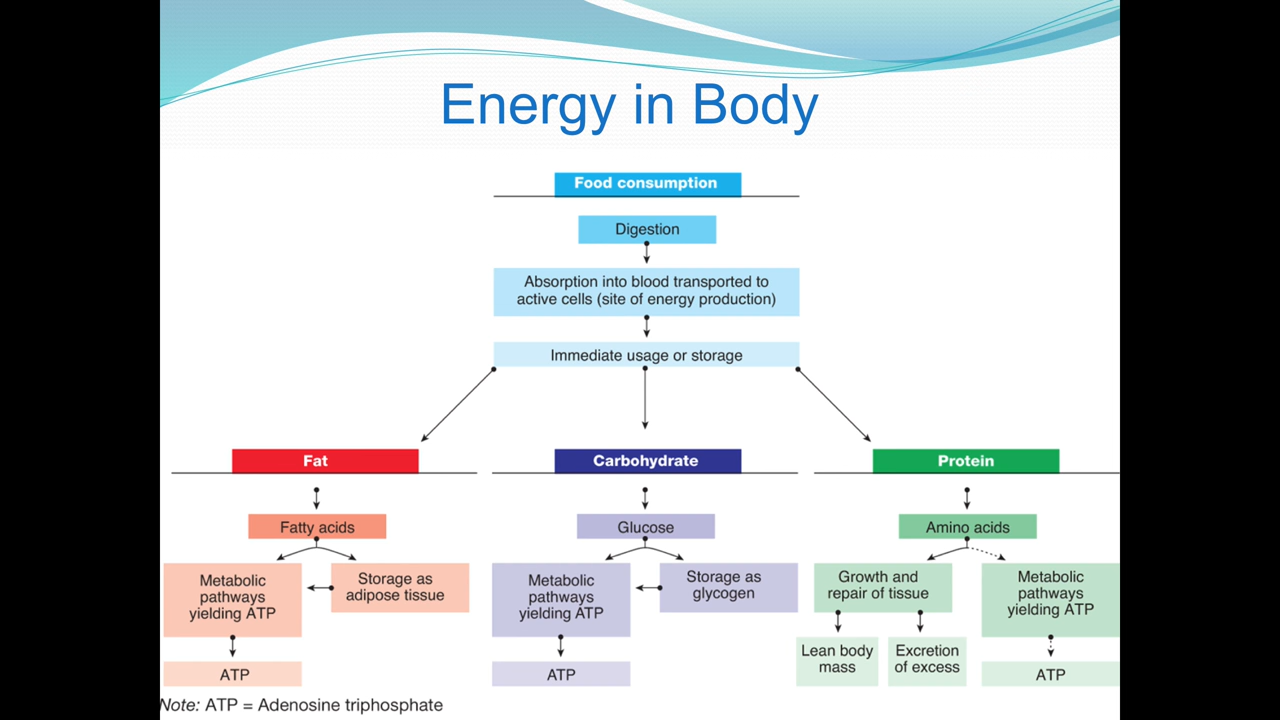 Energy in Body
Food consumption
Digestion
Absorption into blood transported to
active cells (site of energy production)
Immediate usage or storage
Fat
Carbohydrate
Protein
Fatty acids
Glucose
Amino acids
Metabolic
pathways
yielding ATP
Storage as
adipose tissue
Metabolic
pathways
yielding ATP
Storage as
glycogen
Growth and
repair of tissue
Metabolic
pathways
yielding ATP
ATP
ATP
Lean body
mass
Excretion
of excess
ATP
Note: ATP = Adenosine triphosphate